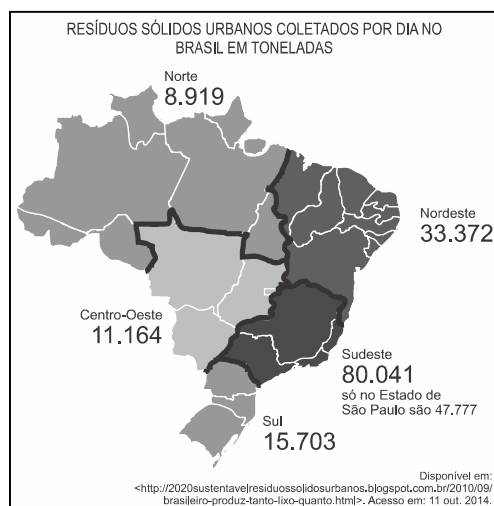 RESÍDUOS SÓLIDOS URBANOS COLETADOS POR DIA NO
BRASIL EM TONELADAS
Norte
8.919
Nordeste
33.372
Centro-Oeste
11.164
Sudeste
80.041
só no Estado de
São Paulo são 47.777
Sul
15.703
Disponível em:
<http://2020sustentavelresiduossolidosurbanos.blogspot.com.br/2010/09/
brasileiro-produz-tanto-lixo-quanto.html>. Acesso em: 11 out. 2014.